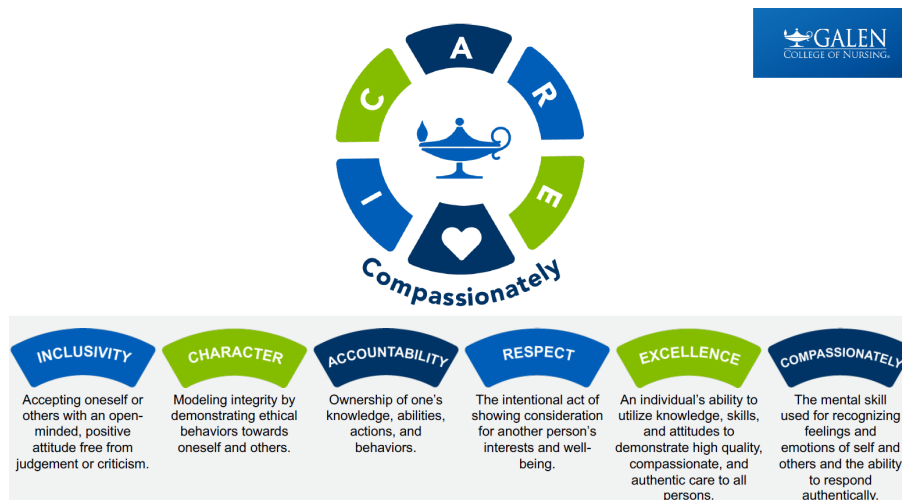 GALEN
COLLEGE OF NURSING®
I
C
A
R
E
Compassionately
INCLUSIVITY
Accepting oneself or
others with an open-
minded, positive
attitude free from
judgement or criticism.
CHARACTER
Modeling integrity by
demonstrating ethical
behaviors towards
oneself and others.
ACCOUNTABILITY
Ownership of one's
knowledge, abilities,
actions, and
behaviors.
RESPECT
The intentional act of
showing consideration
for another person's
interests and well-
being.
EXCELLENCE
An individual's ability to
utilize knowledge, skills,
and attitudes to
demonstrate high quality,
compassionate, and
authentic care to all
persons.
COMPASSIONATELY
The mental skill
used for recognizing
feelings and
emotions of self and
others and the ability
to respond
authentically.